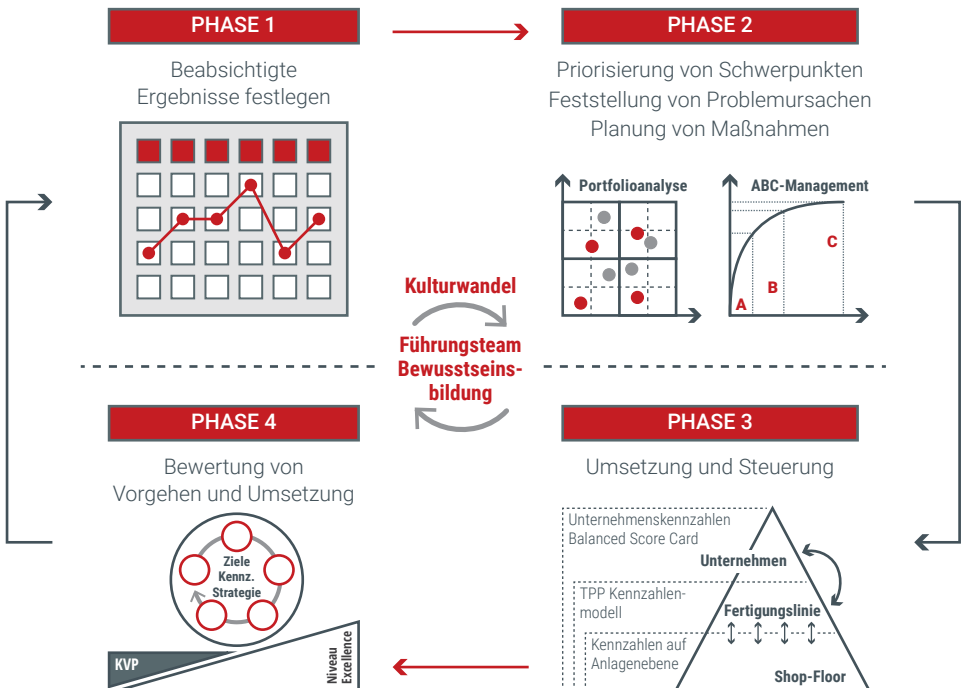 PHASE 1
Beabsichtigte
Ergebnisse festlegen
PHASE 2
Priorisierung von Schwerpunkten
Feststellung von Problemursachen
Planung von Maßnahmen
Portfolioanalyse
ABC-Management
A
B
C
Kulturwandel
Führungsteam
Bewusstseins-
bildung
PHASE 4
Bewertung von
Vorgehen und Umsetzung
Ziele
Kennz.
Strategie
KVP
Niveau
Excellence
PHASE 3
Umsetzung und Steuerung
Unternehmenskennzahlen
Balanced Score Card
Unternehmen
TPP Kennzahlen-
modell
Fertigungslinie
Kennzahlen auf
Anlagenebene
Shop-Floor